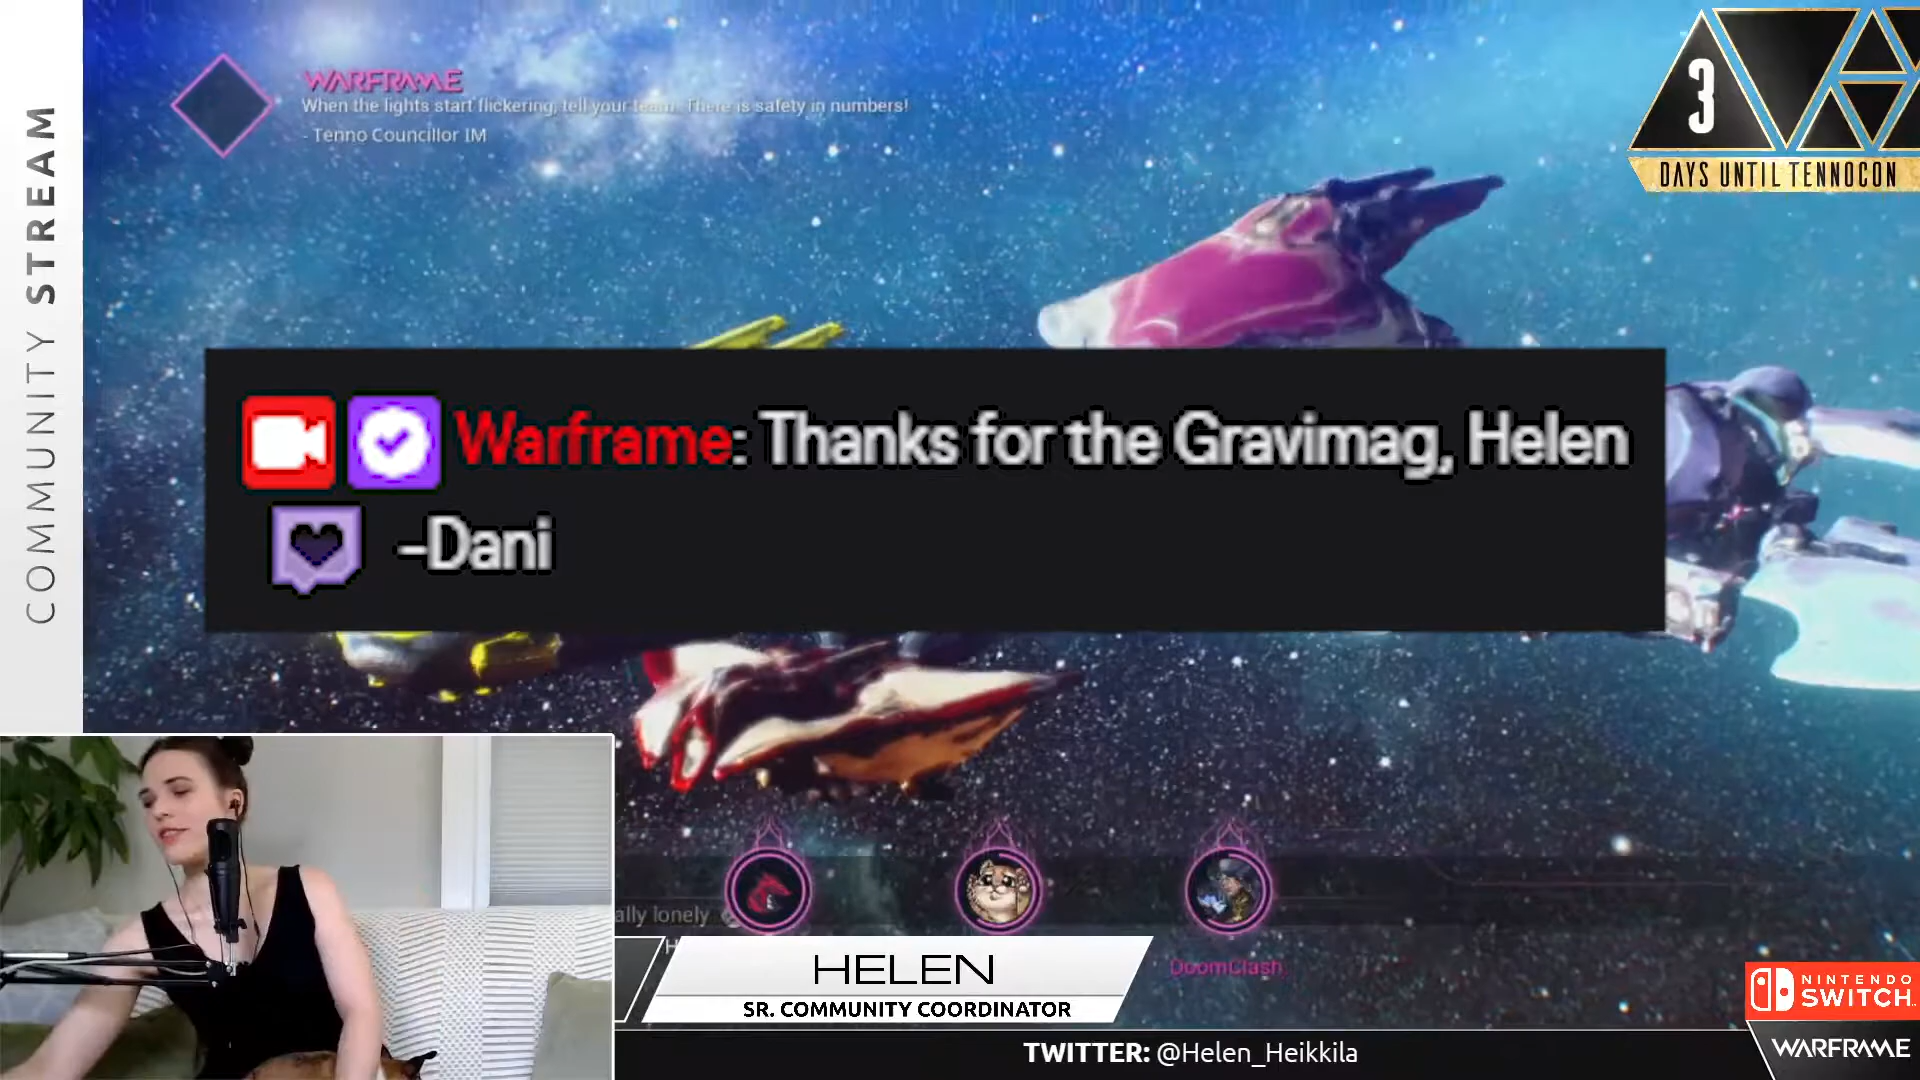 COMMUNITY STREAM
WARFRAME
When the lights start flickering, tell your team. There is safety in numbers!
- Tenno Councillor IM
3
DAYS UNTIL TENNOCON
Warframe: Thanks for the Gravimag, Helen
-Dani
ally lonely
H
HELEN
SR. COMMUNITY COORDINATOR
DoomClash
TWITTER: @Helen_Heikkila
NINTENDO
SWITCH
WARFRAME